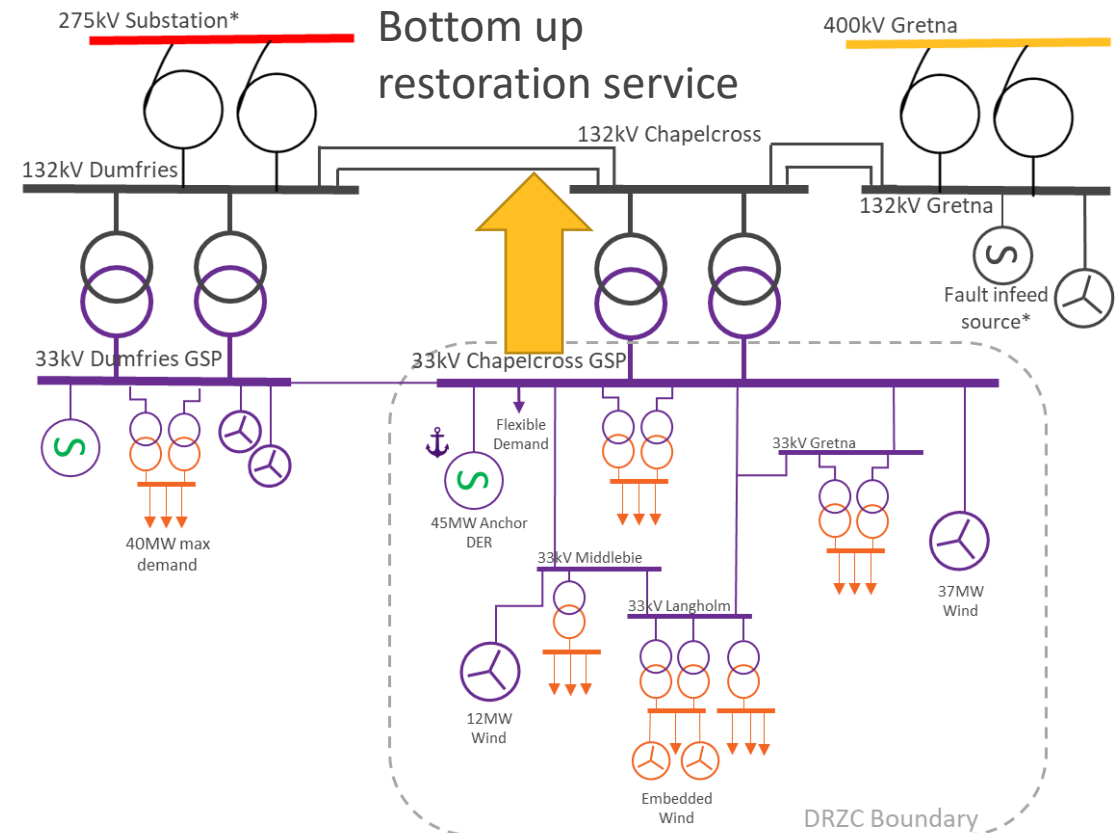 275kV Substation*
Bottom up
restoration service
400kV Gretna
132kV Chapelcross
132kV Dumfries
132kV Gretna
S
Fault infeed
source*
33kV Dumfries GSP
33kV Chapelcross GSP
Flexible
Demand
33kV Gretna
S
S
45MW Anchor
DER
40MW max
demand
33kV Middlebie
37MW
Wind
33kV Langholm
12MW
Wind
Embedded
Wind
DRZC Boundary